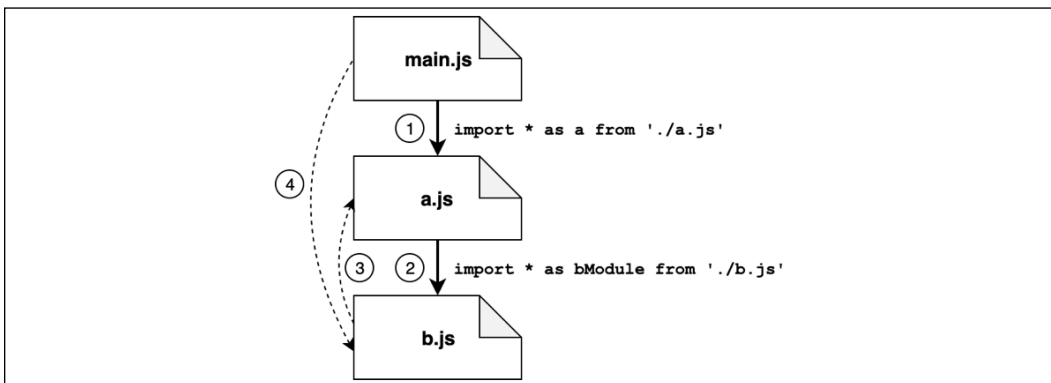 main.js
1 import * as a from './a.js'
4
a.js
3 2 import * as bModule from './b.js'
b.js